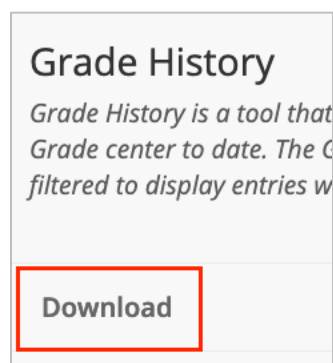 Grade History
Grade History is a tool that
Grade center to date. The
filtered to display entries
Download